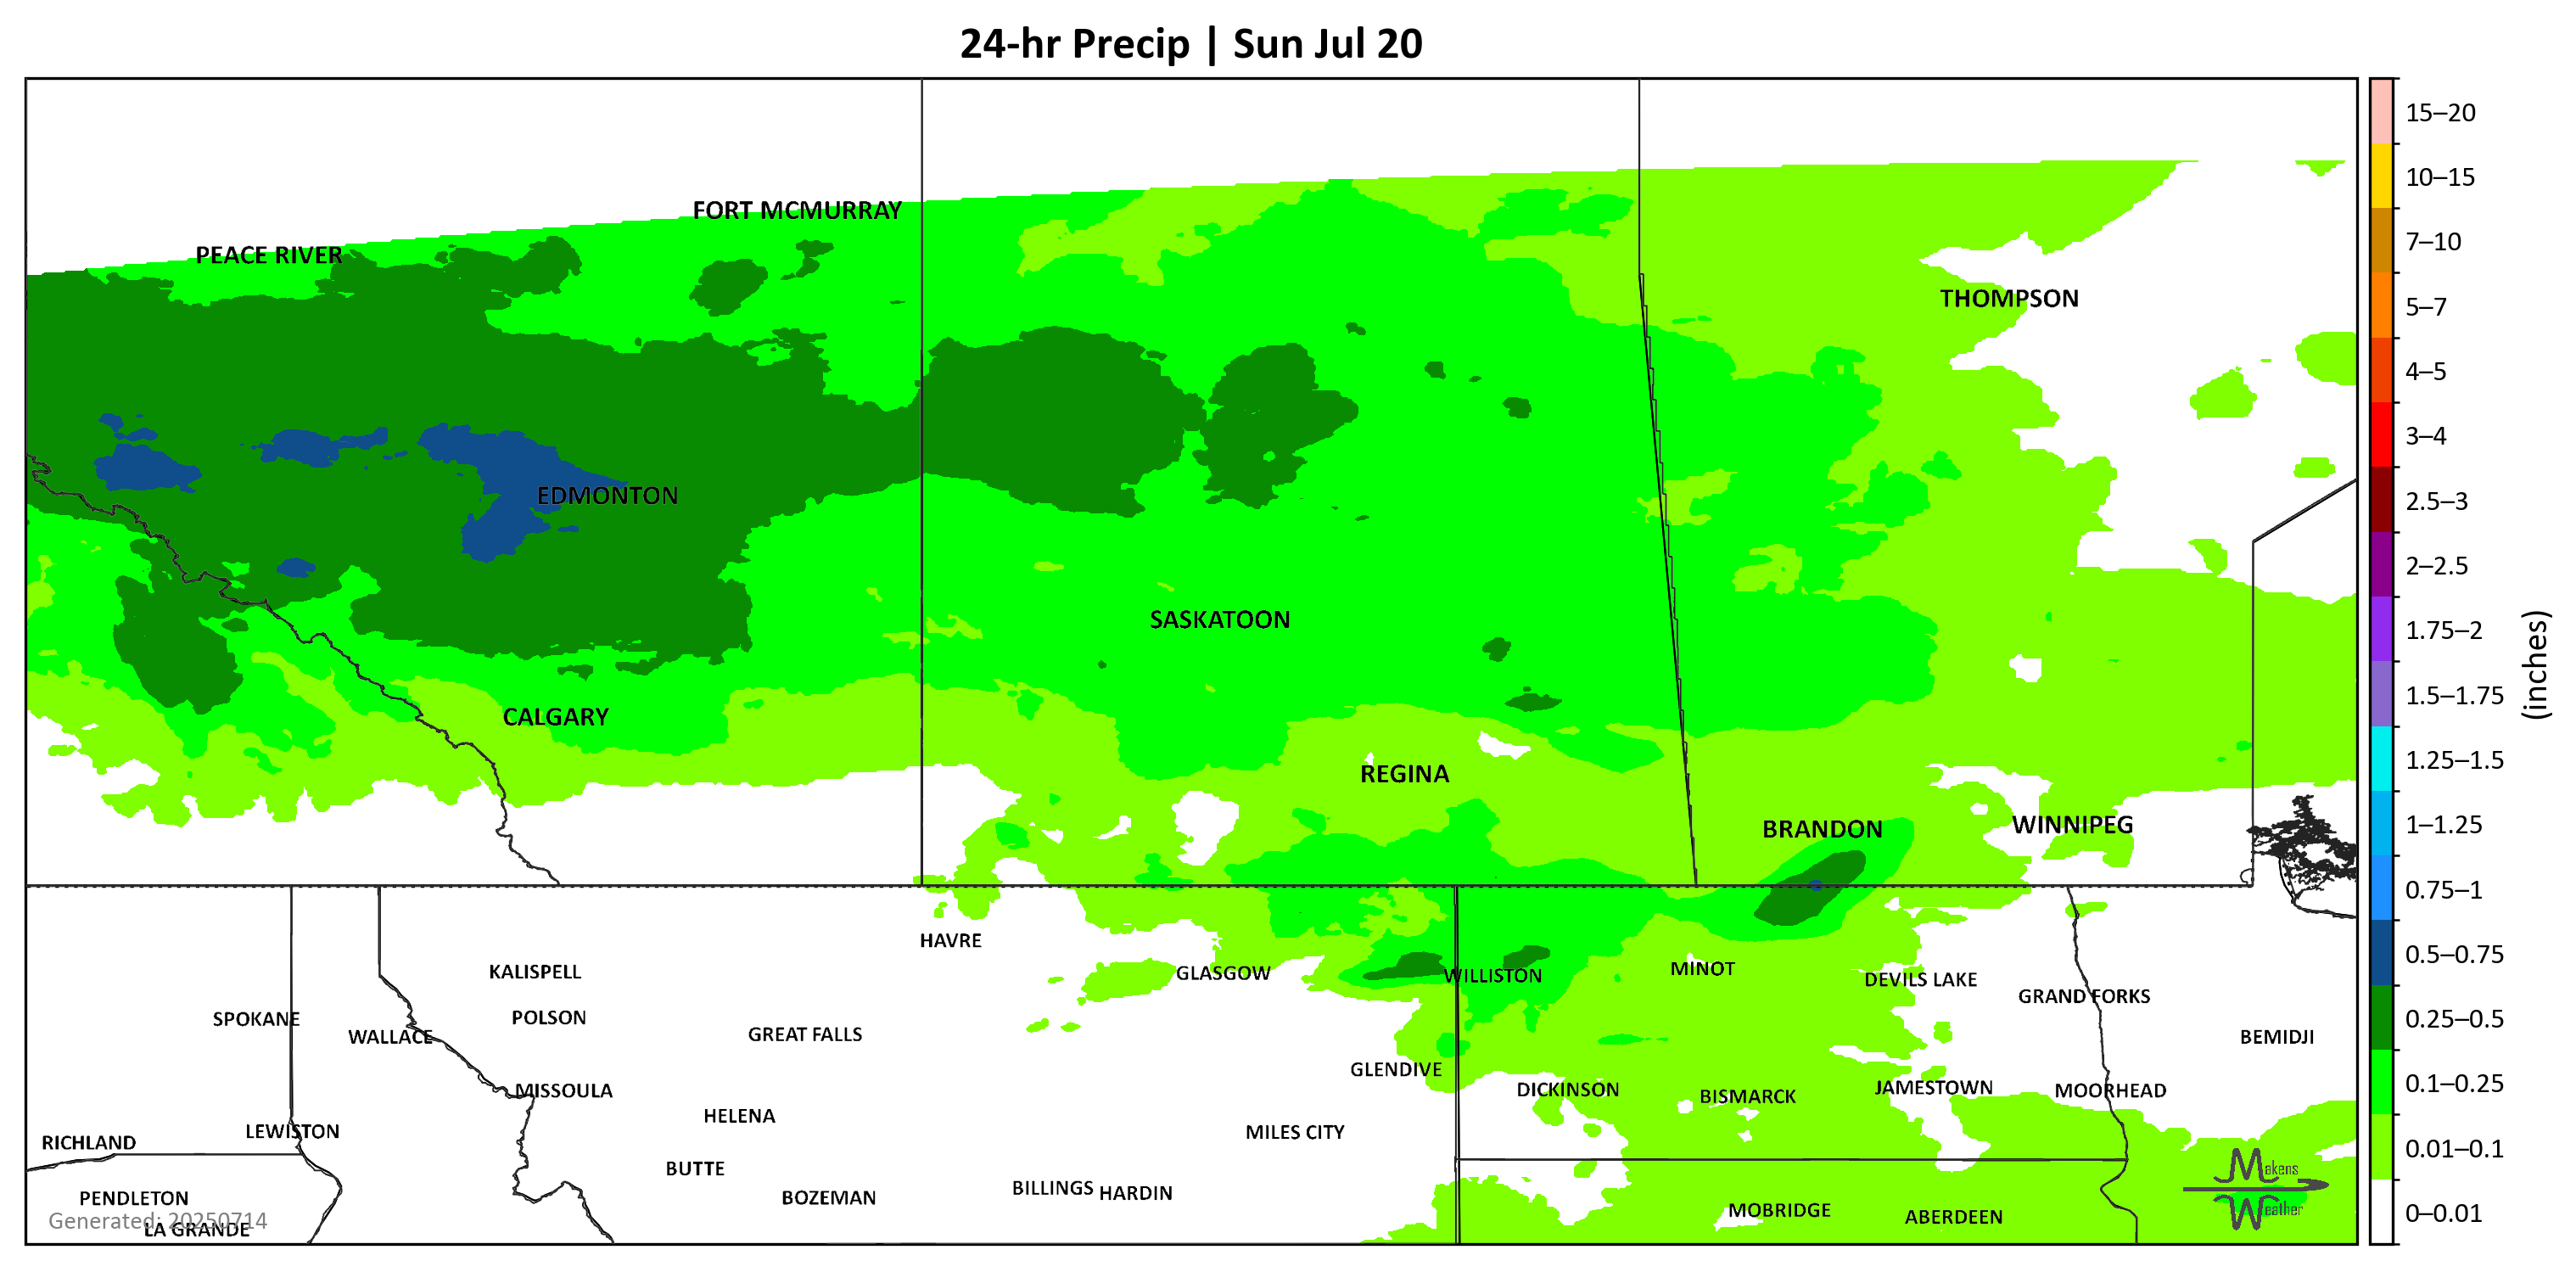 24-hr Precip | Sun Jul 20
15–20
10–15
7–10
5–7
4–5
3–4
2.5–3
2–2.5
1.75–2
1.5–1.75
1.25–1.5
1–1.25
0.75–1
0.5–0.75
0.25–0.5
0.1–0.25
0.01–0.1
0–0.01
(inches)
FORT MCMURRAY
PEACE RIVER
THOMPSON
EDMONTON
SASKATOON
CALGARY
REGINA
BRANDON
WINNIPEG
HAVRE
KALISPELL
GLASGOW
WILLISTON
MINOT
DEVILS LAKE
GRAND FORKS
SPOKANE
POLSON
WALLACE
GREAT FALLS
BEMIDJI
GLENDIVE
MISSOULA
DICKINSON
BISMARCK
JAMESTOWN
MOORHEAD
HELENA
LEWISTON
MILES CITY
RICHLAND
BUTTE
BILLINGS
HARDIN
BOZEMAN
PENDLETON
MOBRIDGE
ABERDEEN
Generated: 20250714
LA GRANDE
Makens
Weather